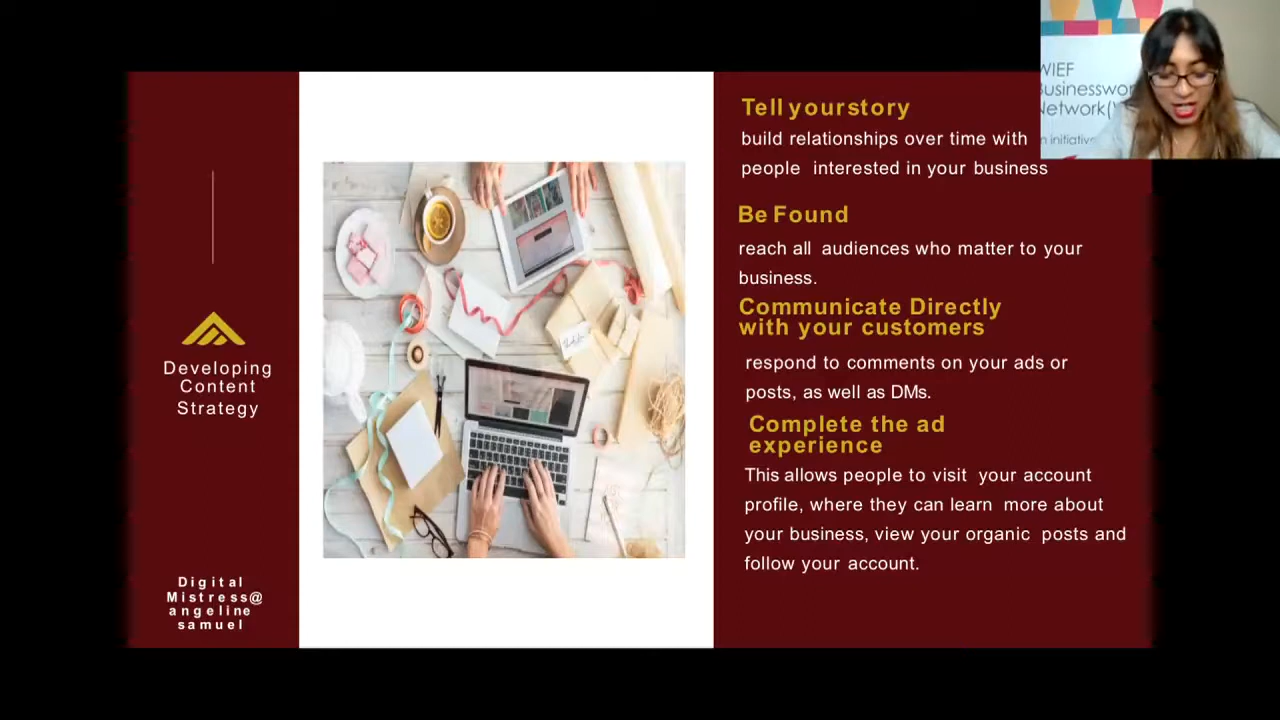 Developing
Content
Strategy
Digital
Mistress@
angeline
samuel
Tell your story
build relationships over time with
people interested in your business
Be Found
reach all audiences who matter to your
business.
Communicate Directly
with your customers
respond to comments on your ads or
posts, as well as DMs.
Complete the ad
experience
This allows people to visit your account
profile, where they can learn more about
your business, view your organic posts and
follow your account.
WIEF
Network